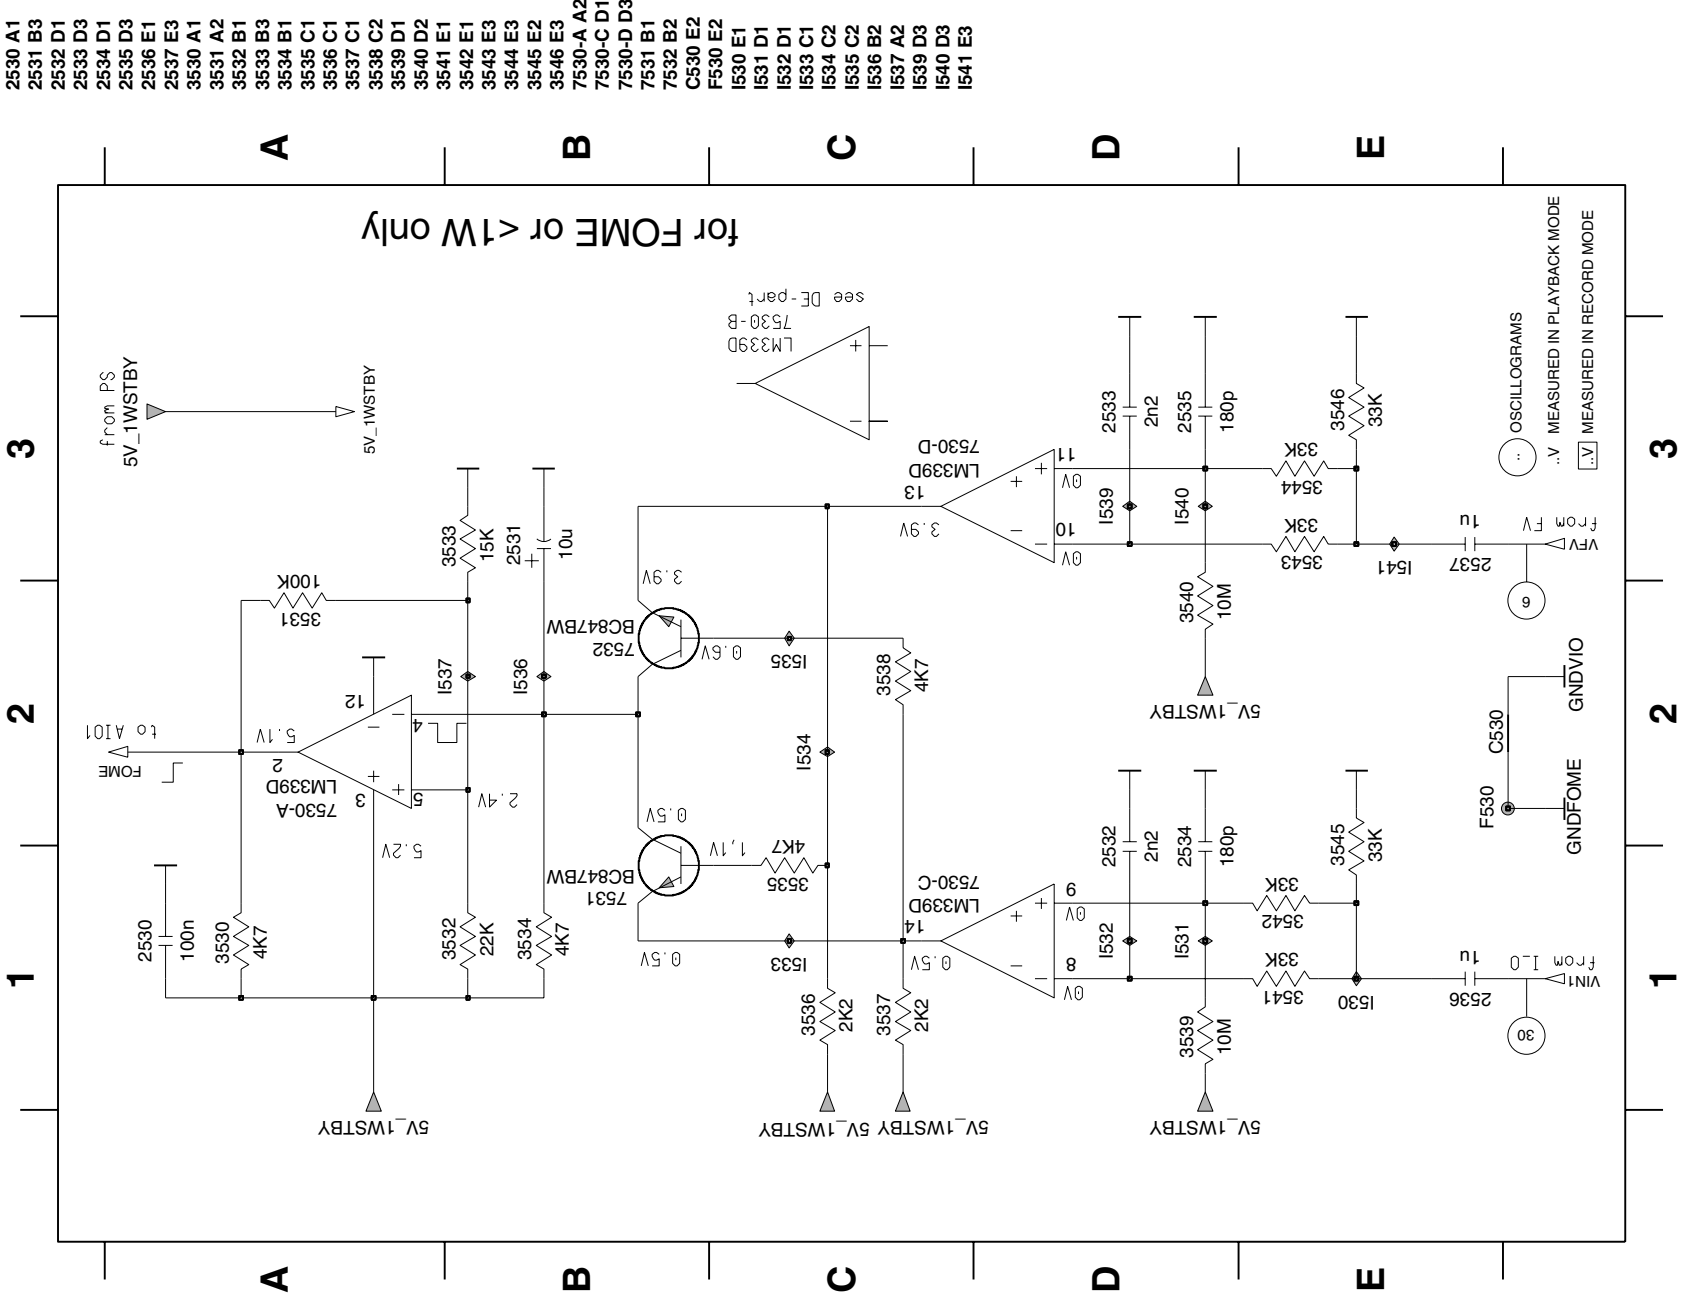 2530 A1
2531 B3
2532 D1
2533 D3
2534 D1
2535 D3
2536 E1
2537 E3
3530 A1
3531 A2
3532 B1
3533 B3
3534 B1
3535 C1
3536 C1
3537 C1
3538 C2
3539 D1
3540 D2
3541 E1
3542 E1
3543 E3
3544 E3
3545 E2
3546 E3
7530-A A2
7530-C D1
7530-D D3
7531 B1
7532 B2
C530 E2
F530 E2
I530 E1
I531 D1
I532 D1
I533 C1
I534 C2
I535 C2
I536 B2
I537 A2
I539 D3
I540 D3
I541 E3
A
B
C
D
E
for FOME or <1W only
3
from PS
5V_1WSTBY
5V_1WSTBY
see DE-part
7530-B
LM339D
+
−
7530-D
LM339D
13
3.9V
+
−
11
+
0V
10
−
0V
2533
2n2
2535
180p
I539
I540
3546
33K
33K
3544
33K
3543
I541
1u
2537
from FV
VFV
9
.. OSCILLOGRAMS
..V MEASURED IN PLAYBACK MODE
..V MEASURED IN RECORD MODE
3
3533
15K
2531
10u
+
100K
3531
3.9V
BC847BW
7532
0.6V
I535
3538
4K7
3540
10M
5V_1WSTBY
2
to AIO1
FOME
5.1V
2
7530-A
LM339D
12
−
+
3
4
−
+
5
I537
I536
2.4V
5.2V
I534
0.5V
7531
BC847BW
1,1V
4K7
3535
0.5V
2532
2n2
2534
180p
3545
33K
F530
C530
GNDFOME
GNDVIO
2
1
2530
100n
3530
4K7
3532
22K
3534
4K7
I533
14
0.5V
7530-C
LM339D
+
−
9
+
0V
8
−
0V
I532
I531
33K
3542
33K
3541
I530
1u
2536
from I_O
VIN1
30
3536
2K2
3537
2K2
3539
10M
1
5V_1WSTBY
5V_1WSTBY
5V_1WSTBY
5V_1WSTBY
A
B
C
D
E